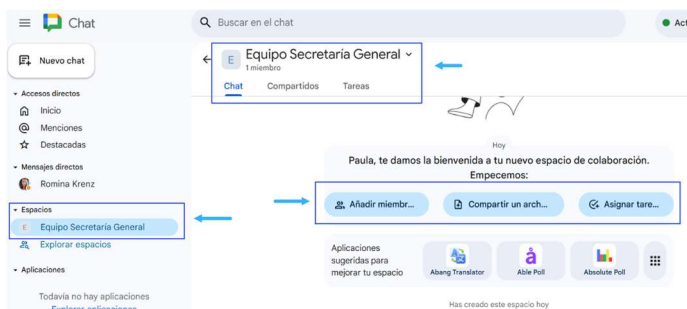 Chat
Buscar en el chat
Nuevo chat
Accesos directos
Inicio
Menciones
Destacadas
Mensajes directos
Romina Krenz
Espacios
E Equipo Secretaría General
Explorar espacios
Aplicaciones
Todavía no hay aplicaciones
E Equipo Secretaría General
1 miembro
Chat Compartidos Tareas
Hoy
Paula, te damos la bienvenida a tu nuevo espacio de colaboración.
Empecemos:
Añadir miembr... Compartir un arch... Asignar tare...
Aplicaciones
sugeridas para
mejorar tu espacio
Abang Translator
á
Able Poll
Absolute Poll
Has creado este espacio hoy